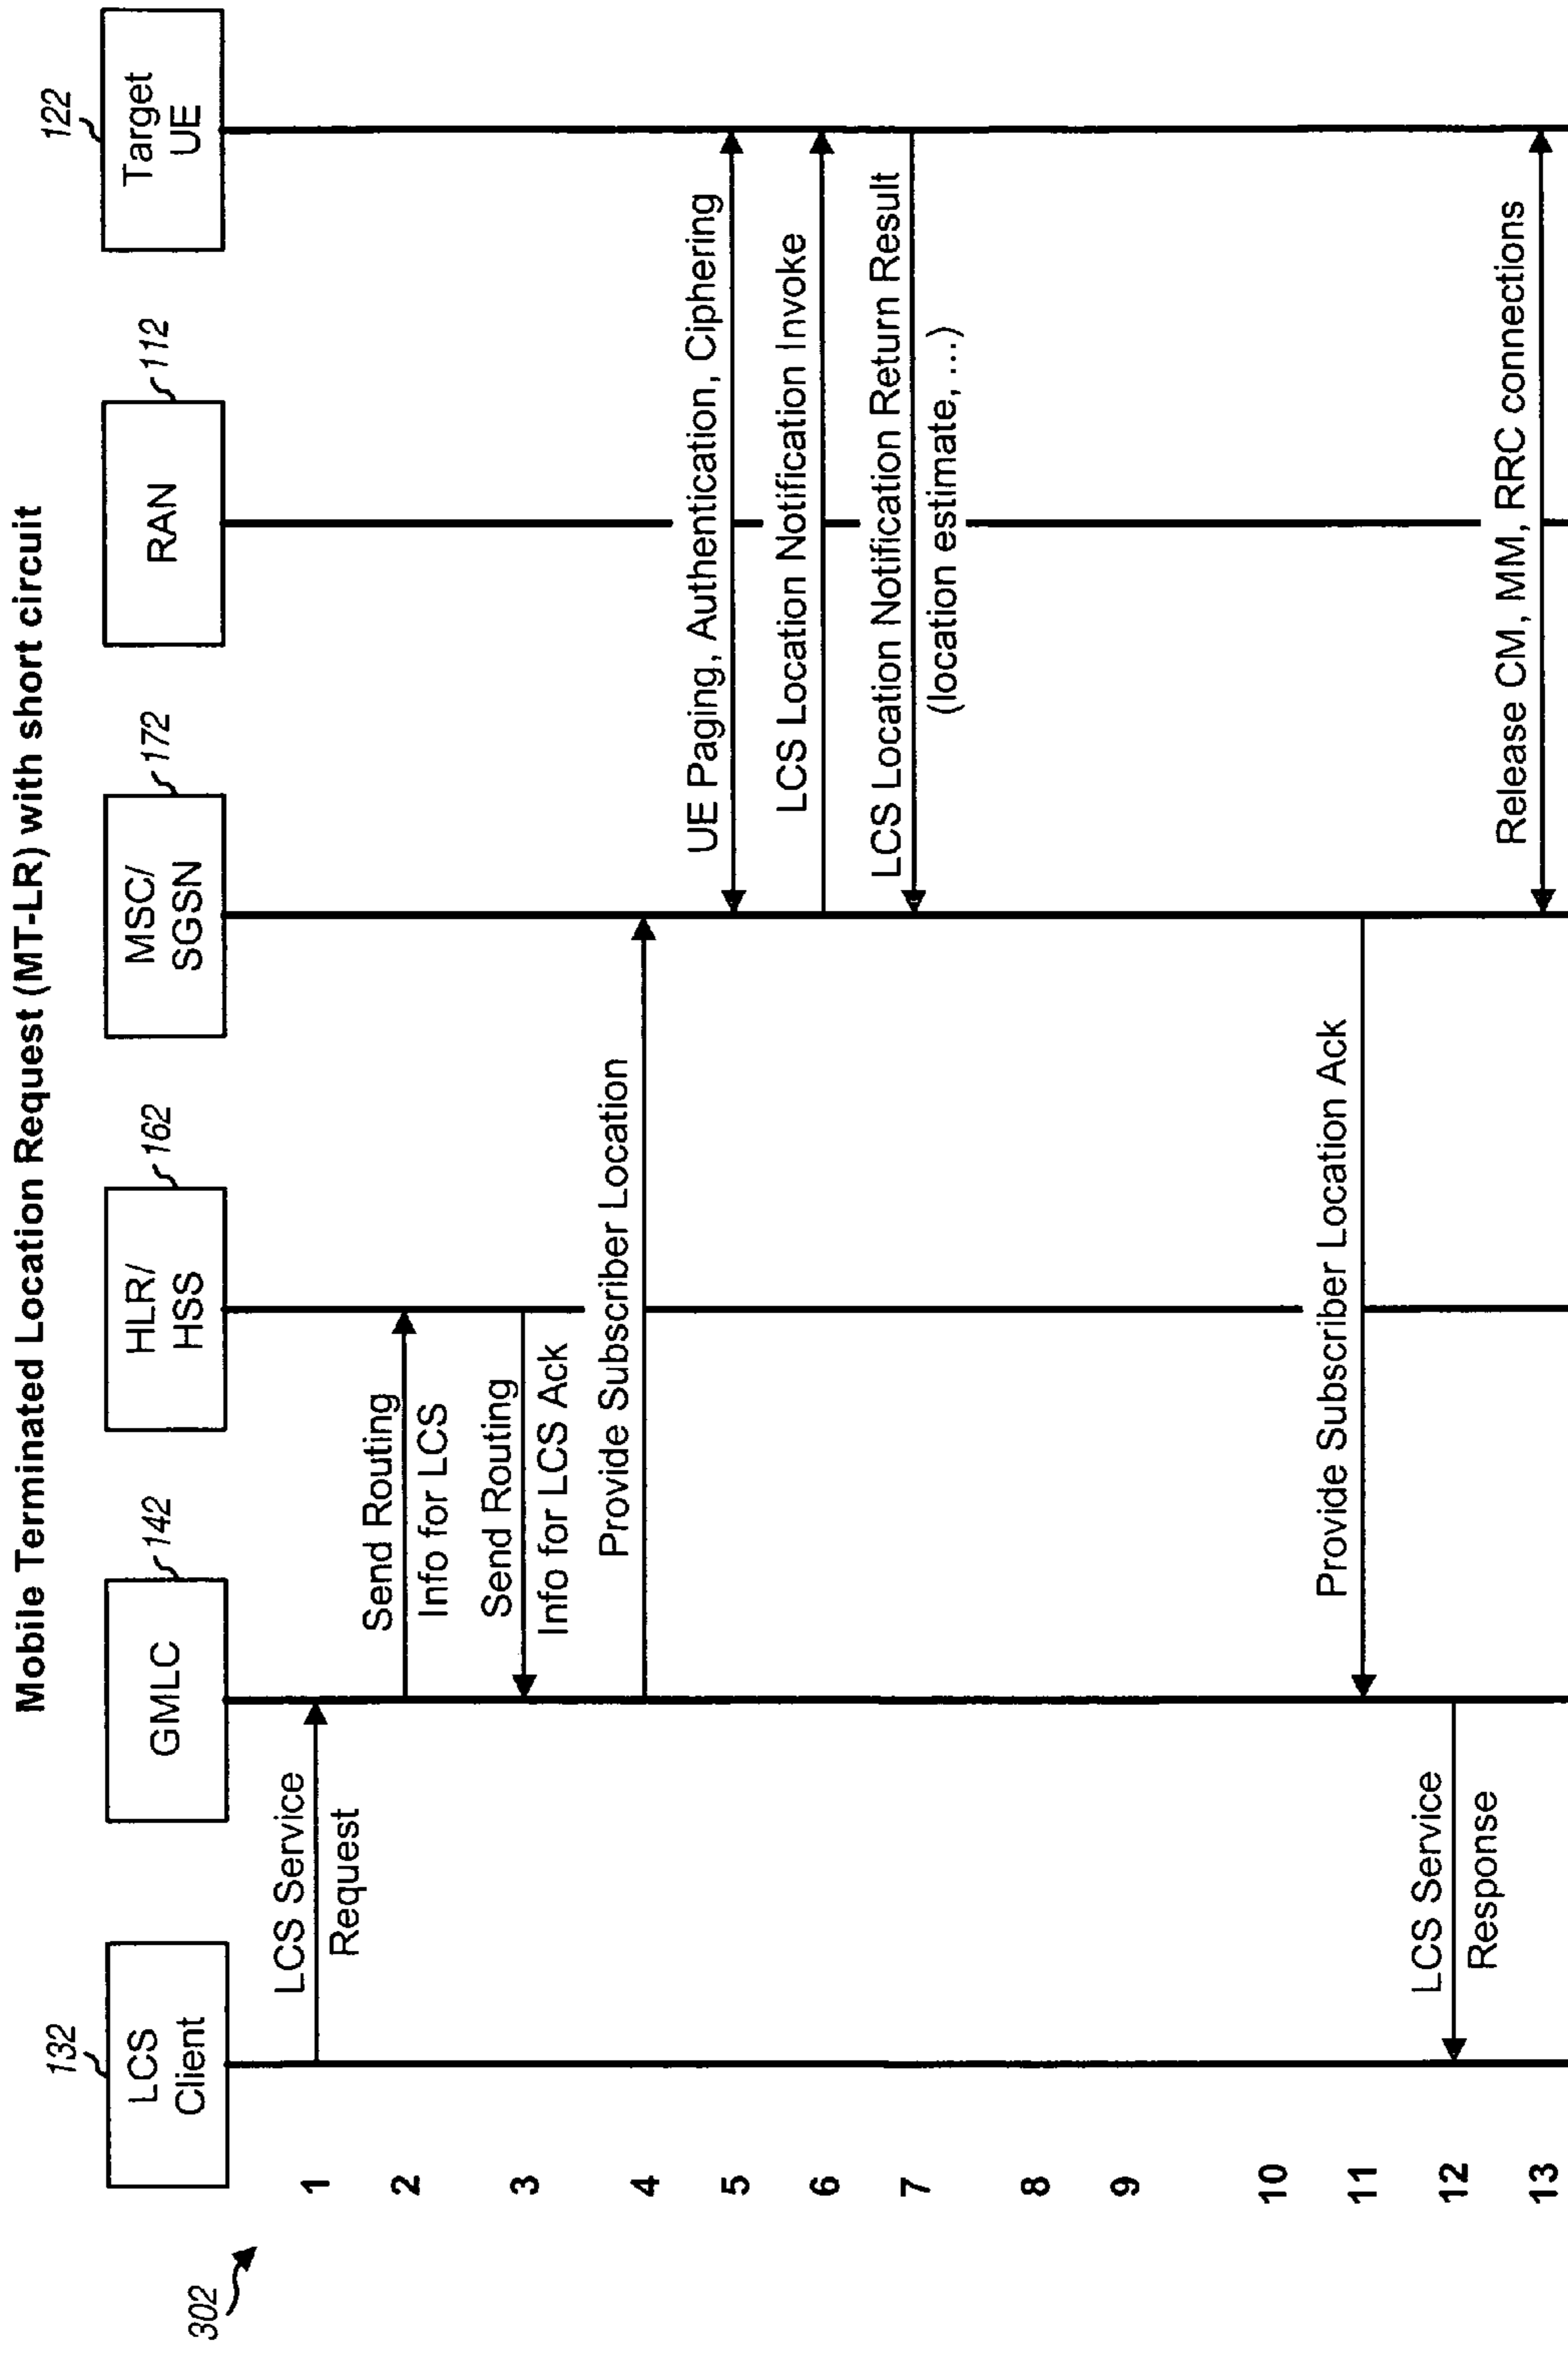 Mobile Terminated Location Request (MT-LR) with short circuit
302
132
LCS
Client
142
GMLC
162
HLR/
HSS
172
MSC/
SGSN
112
RAN
122
Target
UE
1
LCS Service
Request
2
Send Routing
Info for LCS
3
Send Routing
Info for LCS Ack
4
Provide Subscriber Location
5
UE Paging, Authentication, Ciphering
6
LCS Location Notification Invoke
7
LCS Location Notification Return Result
(location estimate, ...)
8
9
10
11
Provide Subscriber Location Ack
12
LCS Service
Response
13
Release CM, MM, RRC connections